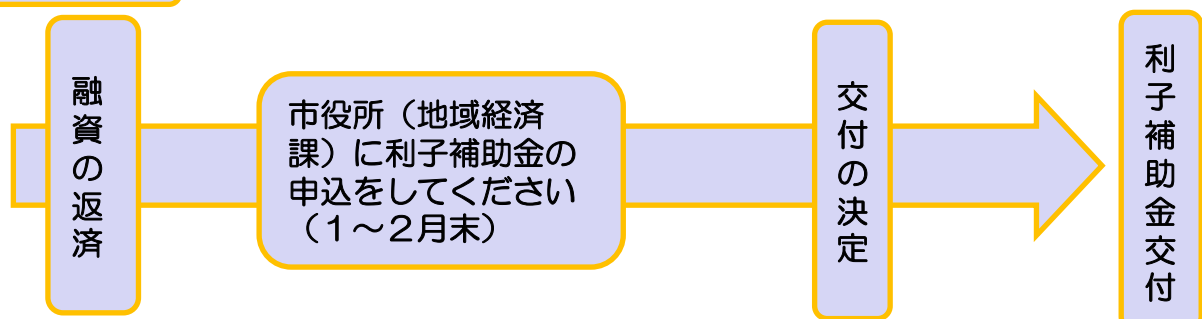 融資の返済
市役所（地域経済
課）に利子補助金の
申込をしてください
（１～２月末）
交付の決定
利子補助金交付